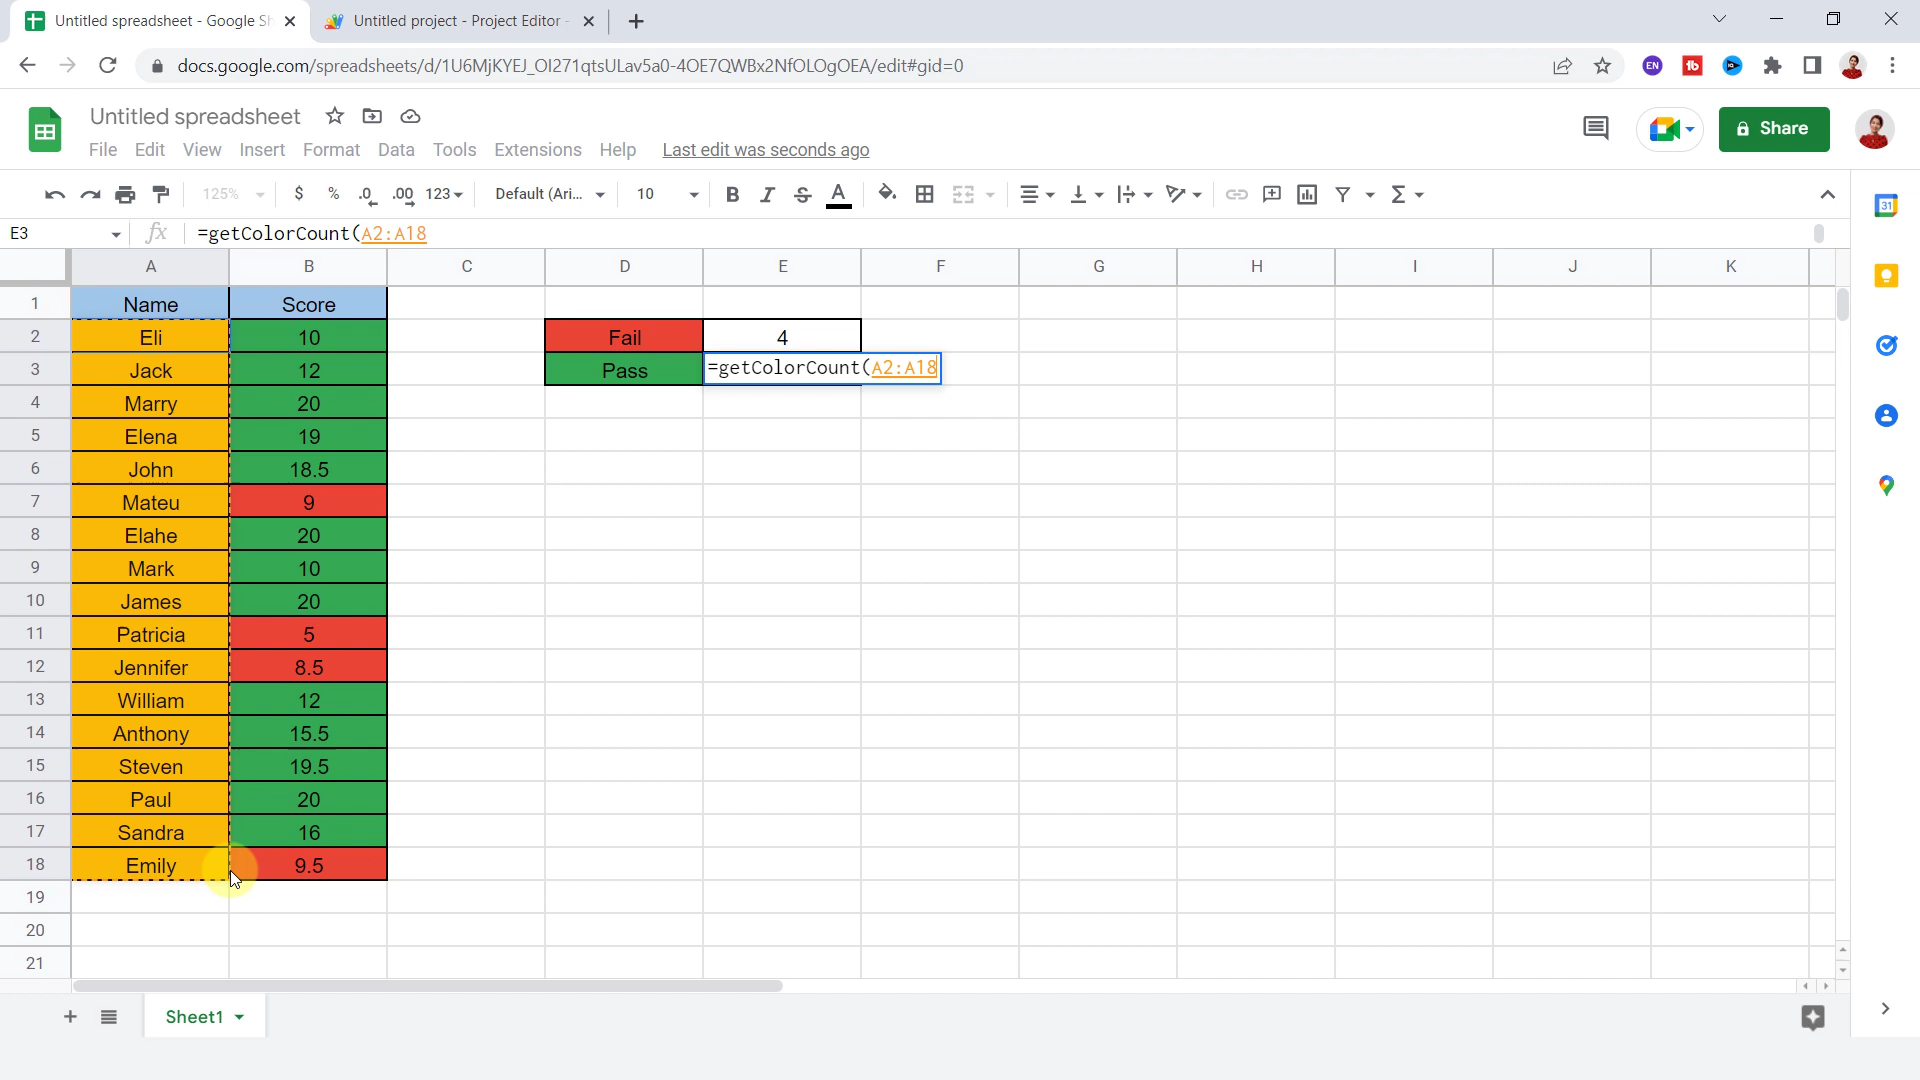 Untitled spreadsheet - Google Sh
Untitled project - Project Editor -
docs.google.com/spreadsheets/d/1U6MjKYEJ_OI271qtsULav5a0-4OE7QWBx2NfOLOgOEA/edit#gid=0
EN
Untitled spreadsheet
Share
File Edit View Insert Format Data Tools Extensions Help Last edit was seconds ago
125% $ % .0 .00 123 Default (Ari... 10 B I S A Σ
31
E3 fx =getColorCount(A2:A18
A B C D E F G H I J K
1 Name Score
2 Eli 10 Fail 4
3 Jack 12 Pass =getColorCount(A2:A18
4 Marry 20
5 Elena 19
6 John 18.5
7 Mateu 9
8 Elahe 20
9 Mark 10
10 James 20
11 Patricia 5
12 Jennifer 8.5
13 William 12
14 Anthony 15.5
15 Steven 19.5
16 Paul 20
17 Sandra 16
18 Emily 9.5
19
20
21
Sheet1